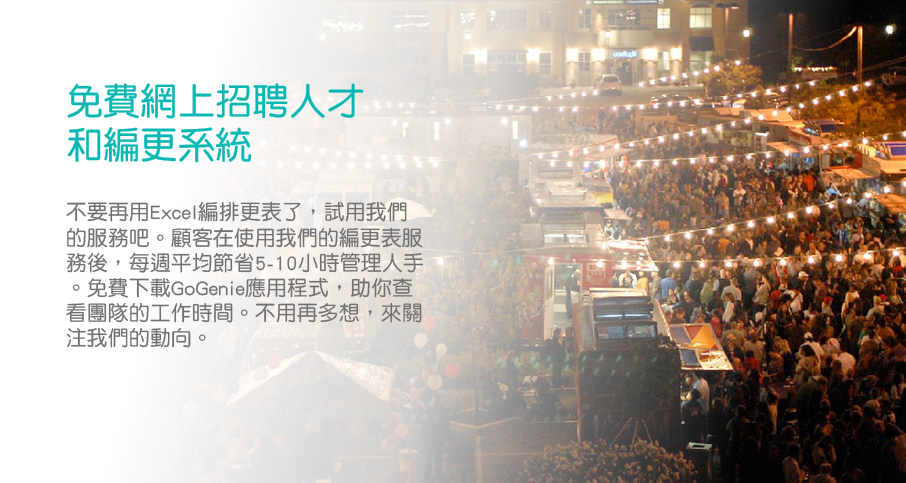 免費網上招聘人才
和編更系統
不要再用Excel編排更表了，試用我們
的服務吧。顧客在使用我們的編更表服
務後，每週平均節省5-10小時管理人手
。免費下載GoGenie應用程式，助你查
看團隊的工作時間。不用再多想，來關
注我們的動向。